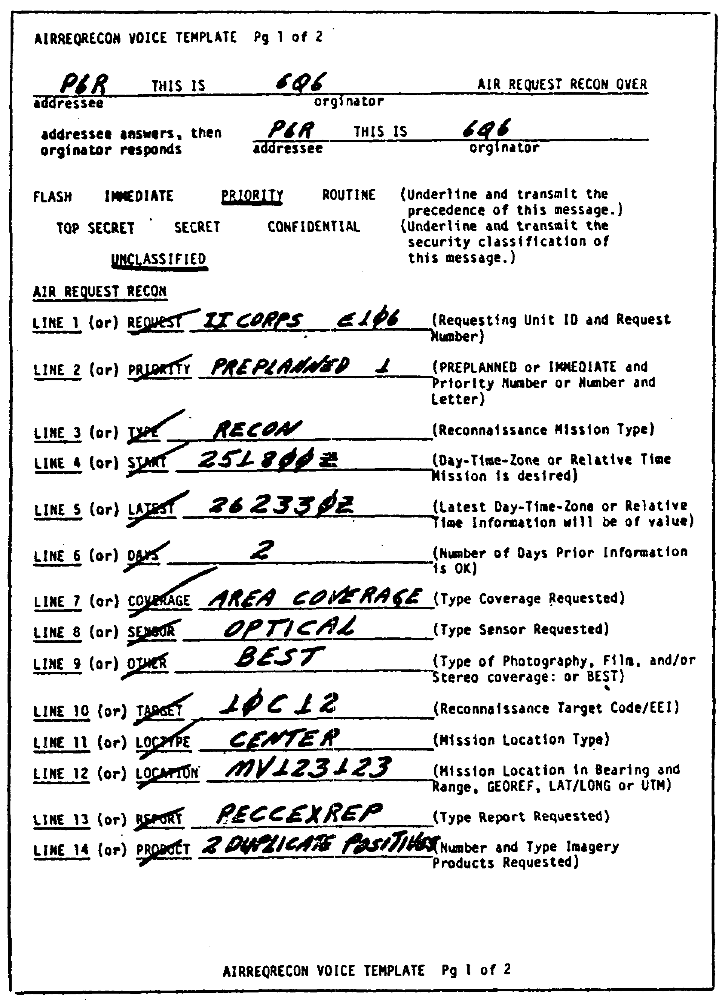 AIRREQRECON VOICE TEMPLATE Pg 1 of 2
P6R THIS IS 6Q6 AIR REQUEST RECON OVER
addressee orginator
addressee answers, then P6R THIS IS 6Q6
orginator responds addressee orginator
FLASH IMMEDIATE PRIORITY ROUTINE (Underline and transmit the
precedence of this message.)
TOP SECRET SECRET CONFIDENTIAL (Underline and transmit the
security classification of
UNCLASSIFIED this message.)
AIR REQUEST RECON
LINE 1 (or) REQUEST II CORPS E1Ø6 (Requesting Unit ID and Request
Number)
LINE 2 (or) PRIORITY PREPLANNED 1 (PREPLANNED or IMMEDIATE and
Priority Number or Number and
Letter)
LINE 3 (or) TYPE RECON (Reconnaissance Mission Type)
LINE 4 (or) START 2518ØØZ (Day-Time-Zone or Relative Time
Mission is desired)
LINE 5 (or) LATEST 26233ØZ (Latest Day-Time-Zone or Relative
Time Information will be of value)
LINE 6 (or) DAYS 2 (Number of Days Prior Information
is OK)
LINE 7 (or) COVERAGE AREA COVERAGE (Type Coverage Requested)
LINE 8 (or) SENSOR OPTICAL (Type Sensor Requested)
LINE 9 (or) OTHER BEST (Type of Photography, Film, and/or
Stereo coverage: or BEST)
LINE 10 (or) TARGET 1ØC12 (Reconnaissance Target Code/EEI)
LINE 11 (or) LOCTYPE CENTER (Mission Location Type)
LINE 12 (or) LOCATION MV123123 (Mission Location in Bearing and
Range, GEOREF, LAT/LONG or UTM)
LINE 13 (or) REPORT RECCEXREP (Type Report Requested)
LINE 14 (or) PRODUCT 2 DUPLICATE POSITIVES (Number and Type Imagery
Products Requested)
AIRREQRECON VOICE TEMPLATE Pg 1 of 2